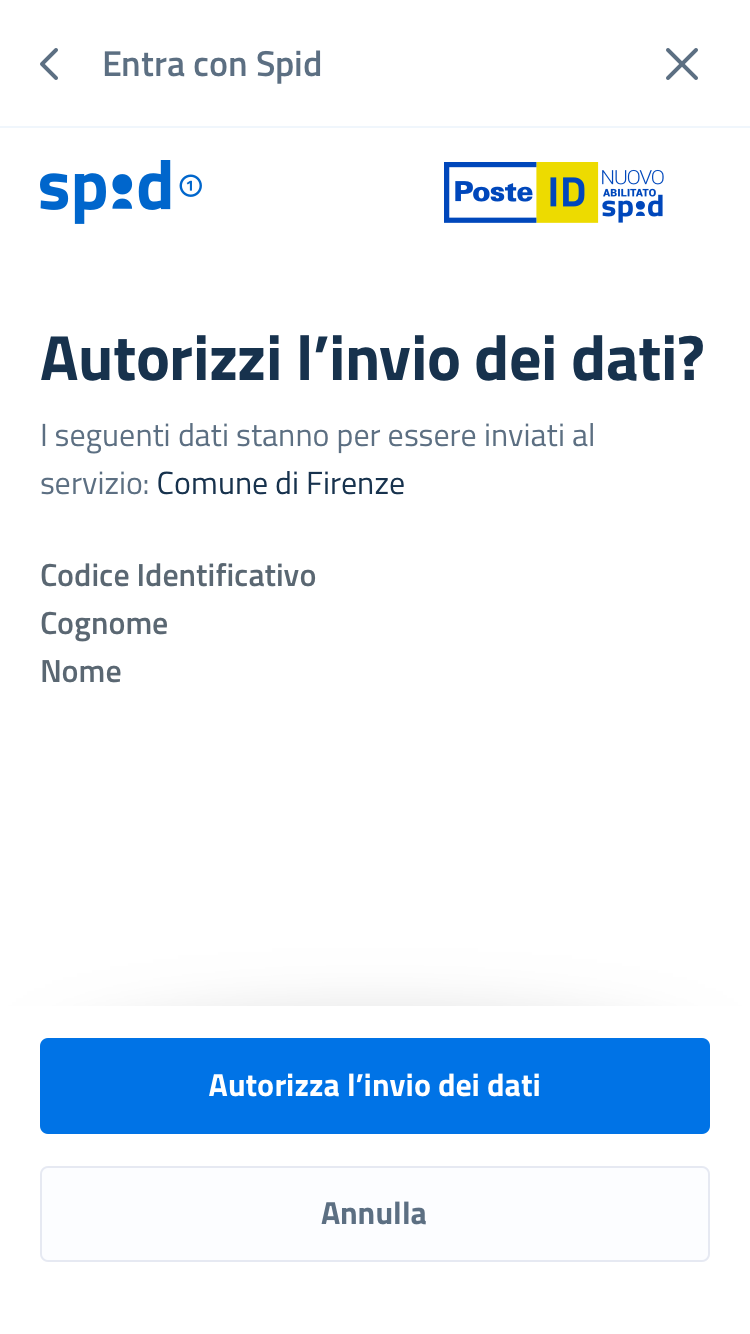 Entra con Spid
spid 1
Poste ID NUOVO
ABILITATO
spid
Autorizzi l’invio dei dati?
I seguenti dati stanno per essere inviati al
servizio: Comune di Firenze
Codice Identificativo
Cognome
Nome
Autorizza l’invio dei dati
Annulla